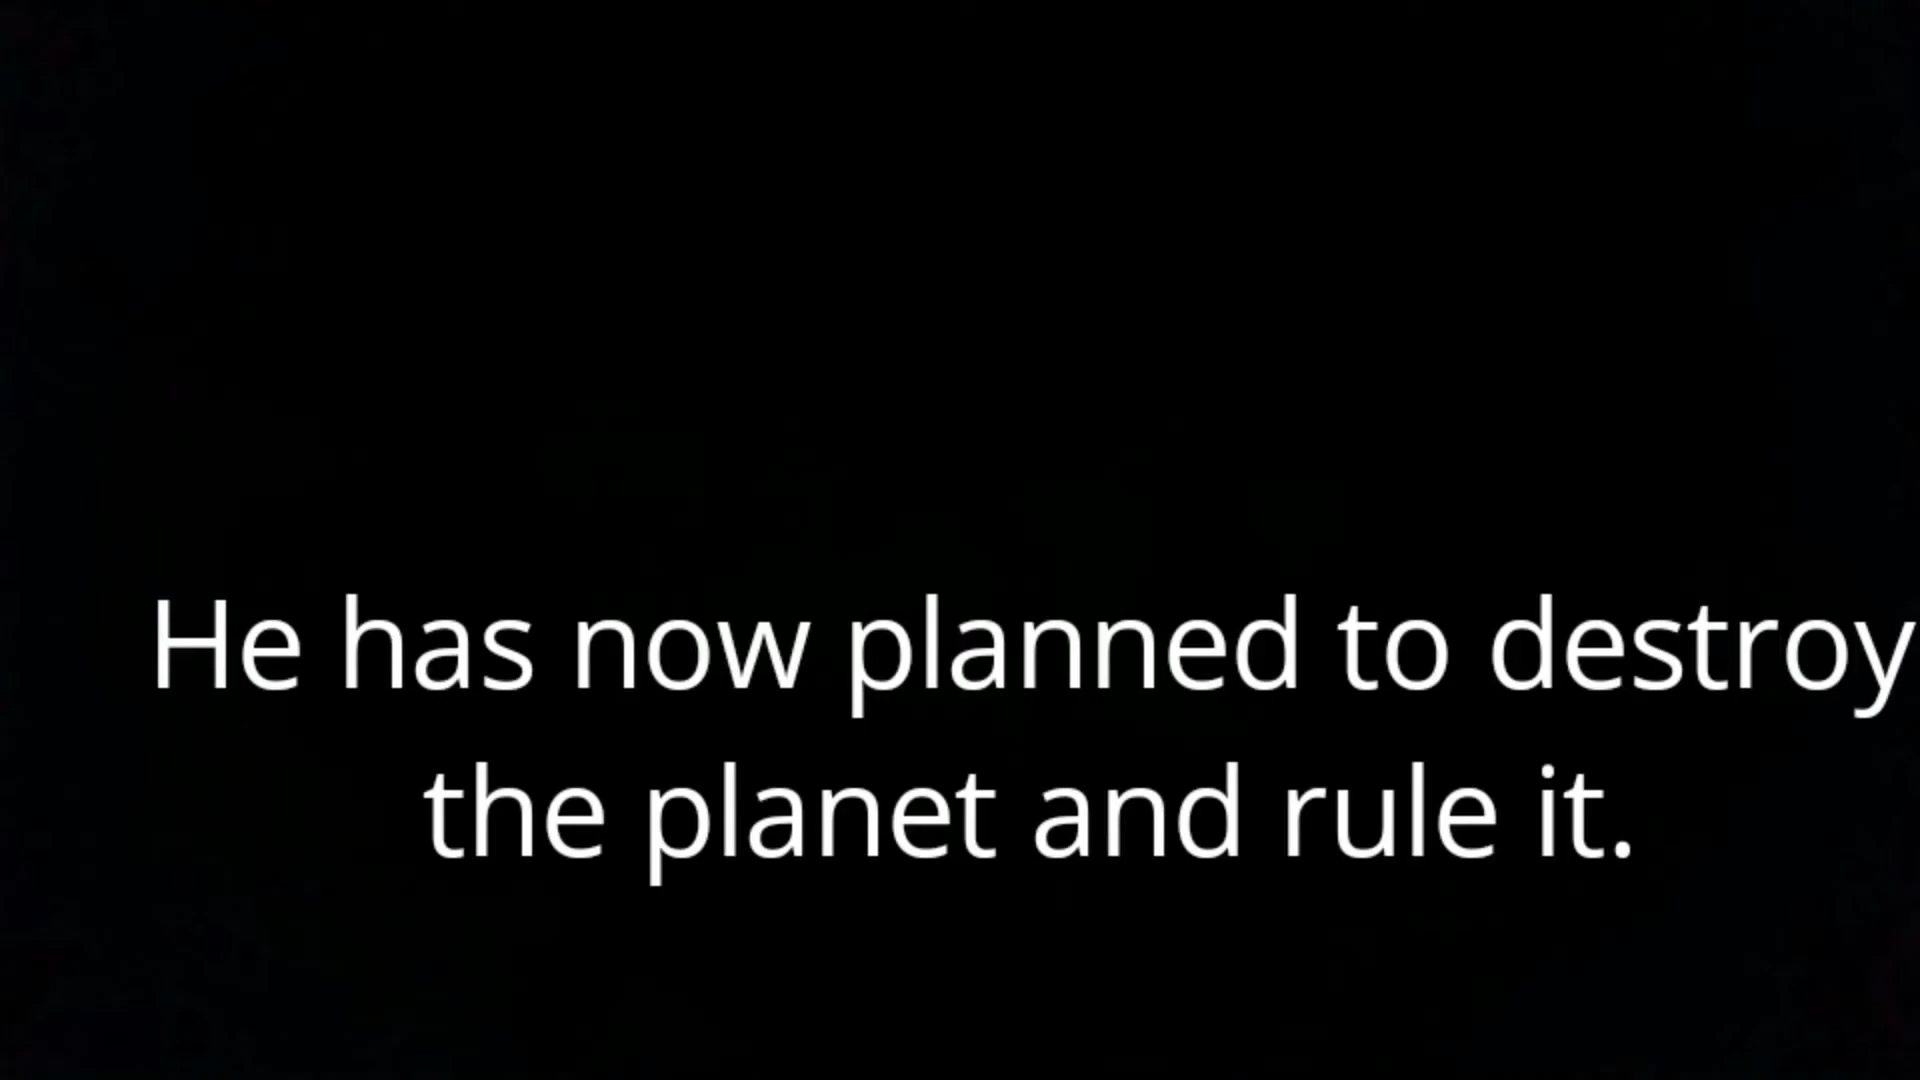 He has now planned to destroy
the planet and rule it.